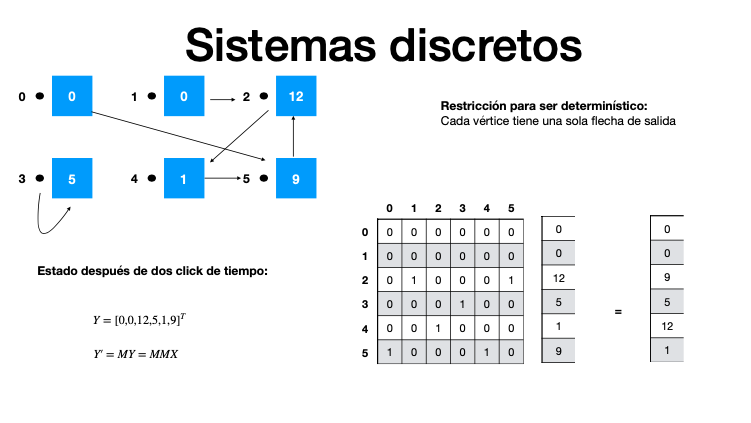 Sistemas discretos
0 0 1 0 2 12
Restricción para ser determinístico:
Cada vértice tiene una sola flecha de salida
3 5 4 1 5 9
Estado después de dos click de tiempo:
Y = [0,0,12,5,1,9]^T
Y' = MY = MMX
0 1 2 3 4 5
0 0 0 0 0 0 0 0 0
1 0 0 0 0 0 0 0 0
2 0 1 0 0 0 1 12 9
3 0 0 0 1 0 0 5 = 5
4 0 0 1 0 0 0 1 12
5 1 0 0 0 1 0 9 1